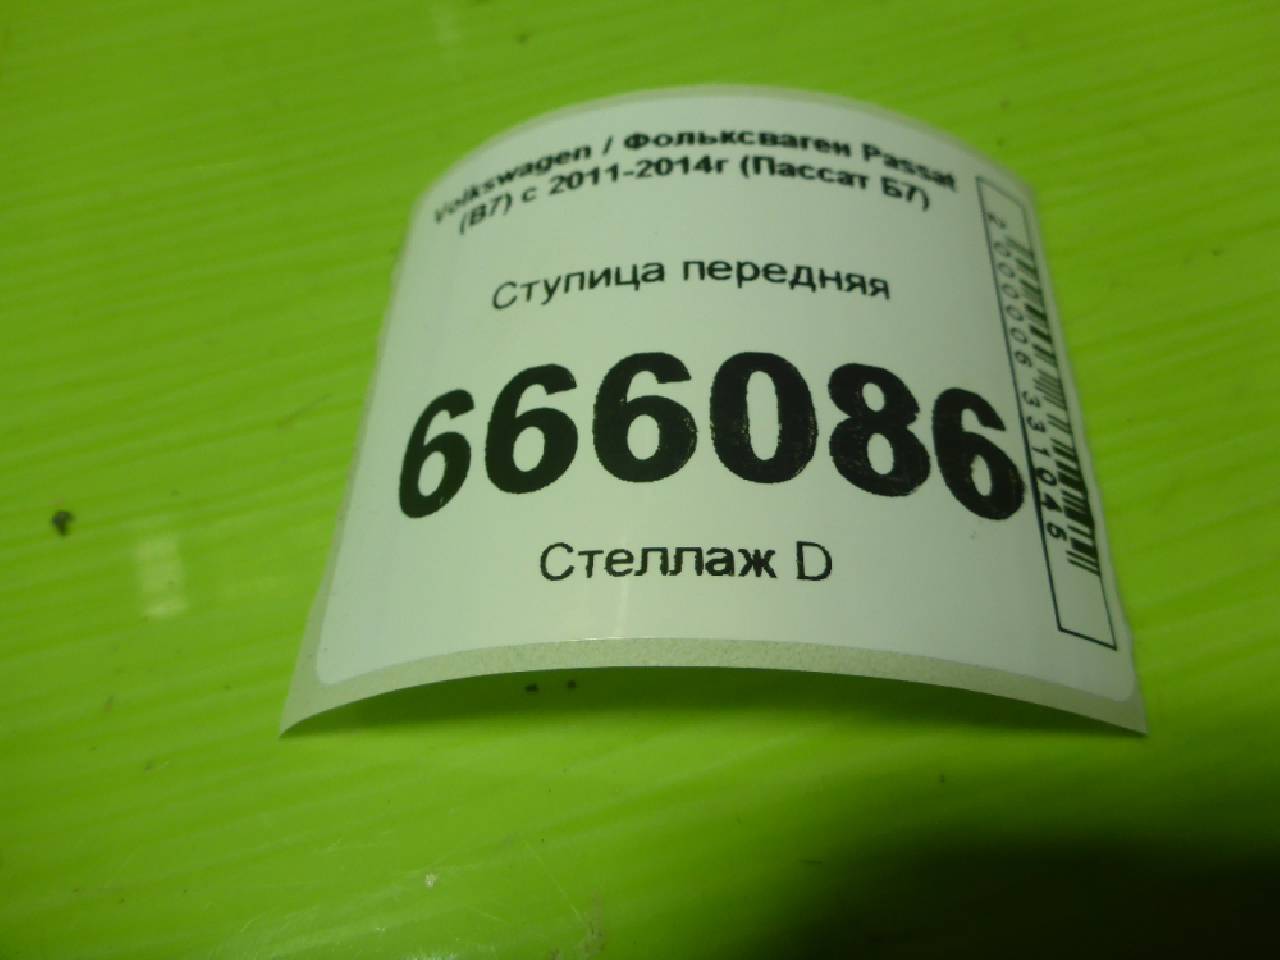 Volkswagen / Фольксваген Passat
(B7) с 2011-2014г (Пассат Б7)
Ступица передняя
666086
Стеллаж D
2000006331045